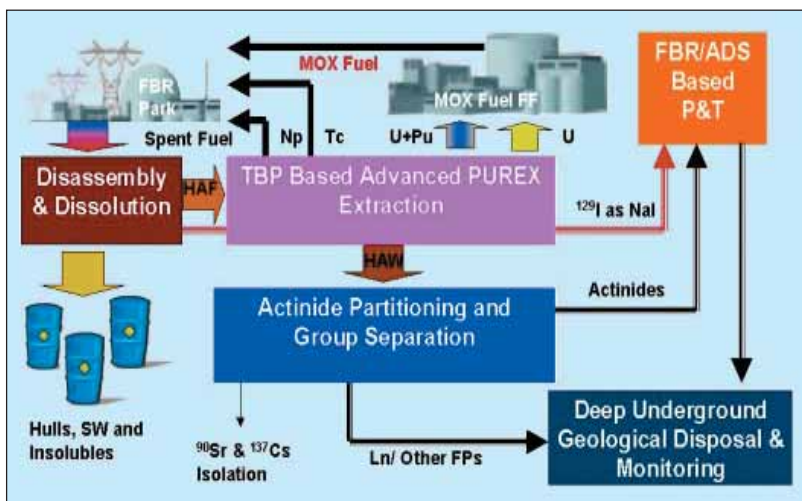 MOX Fuel
FBR
Park
MOX Fuel FF
FBR/ADS
Based
P&T
Spent Fuel
Np
Tc
U+Pu
U
Disassembly
& Dissolution
HAF
TBP Based Advanced PUREX
Extraction
¹²⁹I as NaI
HAW
Actinide Partitioning and
Group Separation
Actinides
Hulls, SW and
Insolubles
⁹⁰Sr & ¹³⁷Cs
Isolation
Ln/ Other FPs
Deep Underground
Geological Disposal &
Monitoring